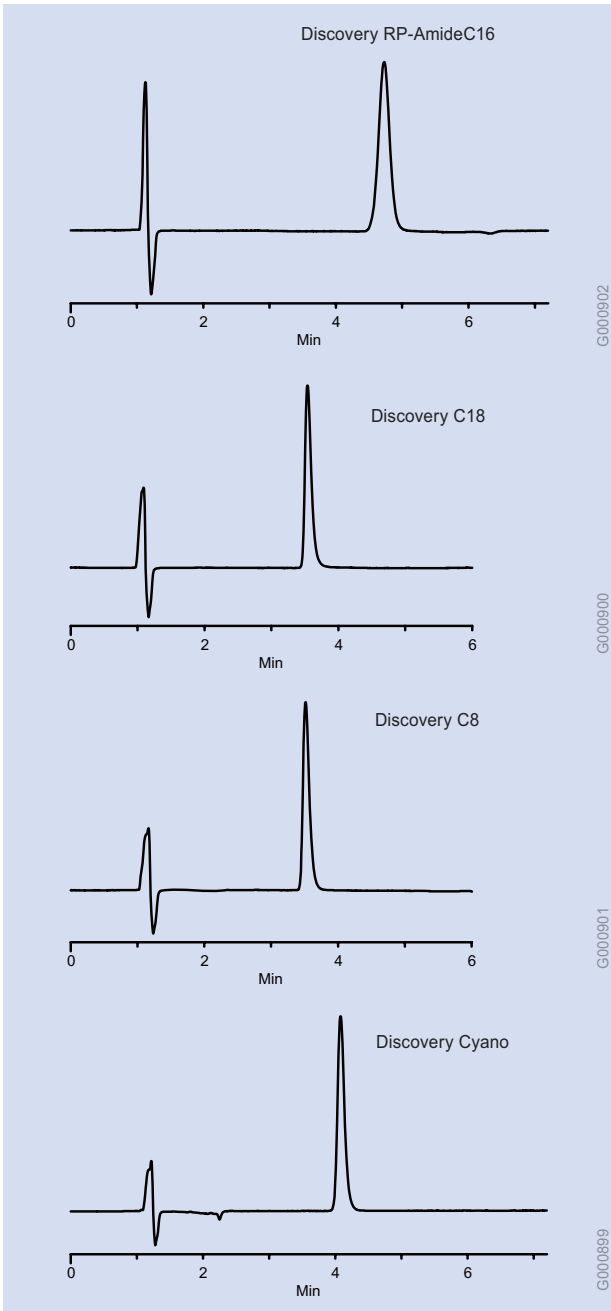 Discovery RP-AmideC16
0 2 4 6
Min
G000902
Discovery C18
0 2 4 6
Min
G000900
Discovery C8
0 2 4 6
Min
G000901
Discovery Cyano
0 2 4 6
Min
G000899